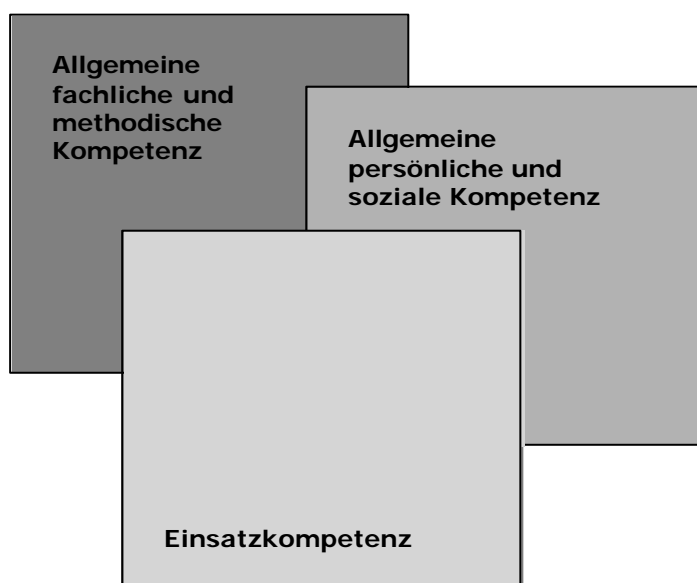 Allgemeine
fachliche und
methodische
Kompetenz
Allgemeine
persönliche und
soziale Kompetenz
Einsatzkompetenz